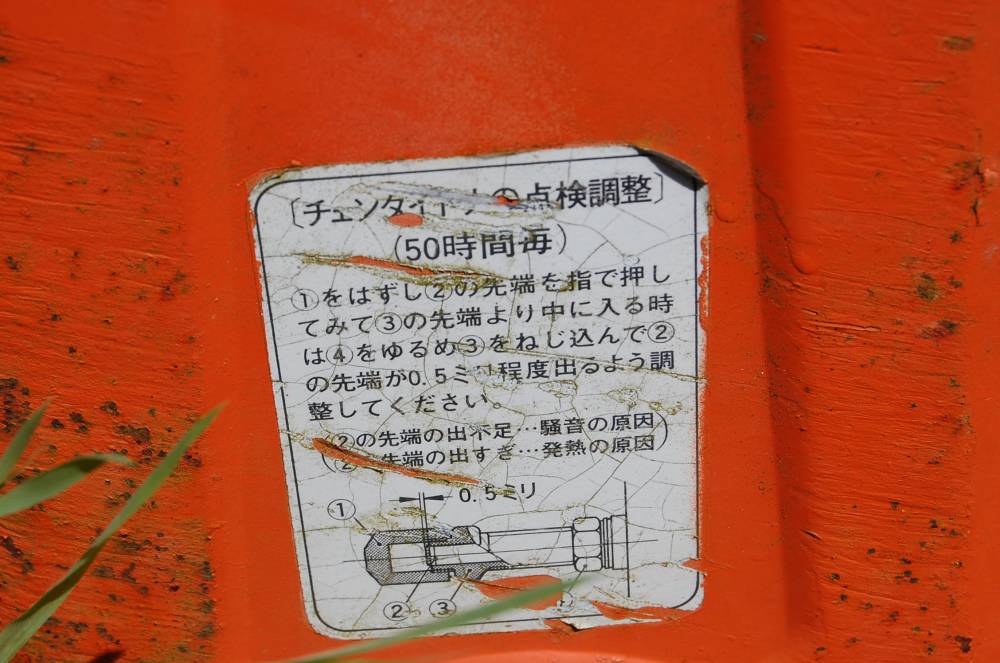 〔チェンタイナの点検調整〕
(50時間毎)
①をはずし②の先端を指で押し
てみて③の先端より中に入る時
は④をゆるめ③をねじ込んで②
の先端が0.5ミリ程度出るよう調
整してください。
(②の先端の出不足…騒音の原因)
(②先端の出すぎ…発熱の原因)
0.5ミリ
①
② ③